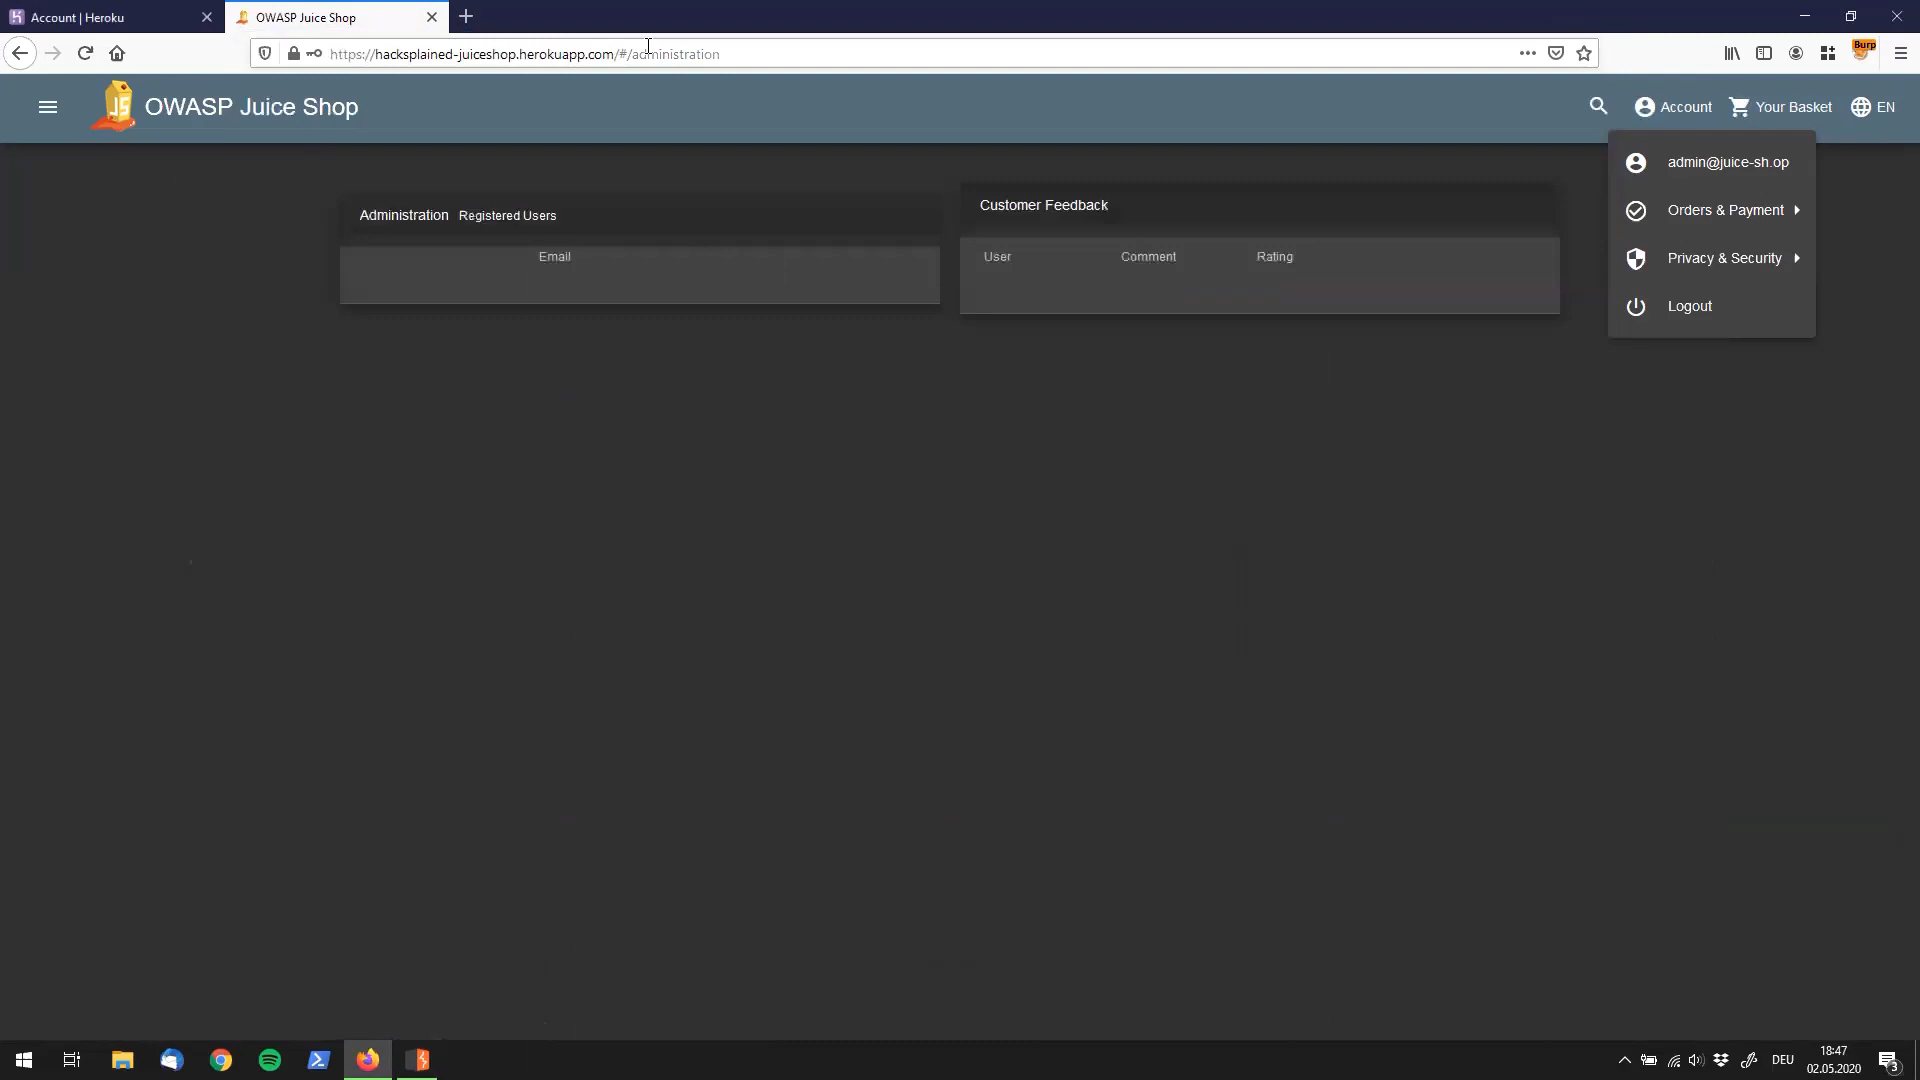 Account | Heroku
OWASP Juice Shop
https://hacksplained-juiceshop.herokuapp.com/#/administration
Burp
JS
OWASP Juice Shop
Account
Your Basket
EN
admin@juice-sh.op
Orders & Payment
Privacy & Security
Logout
Administration Registered Users
Email
Customer Feedback
User Comment Rating
DEU
18:47
02.05.2020
3